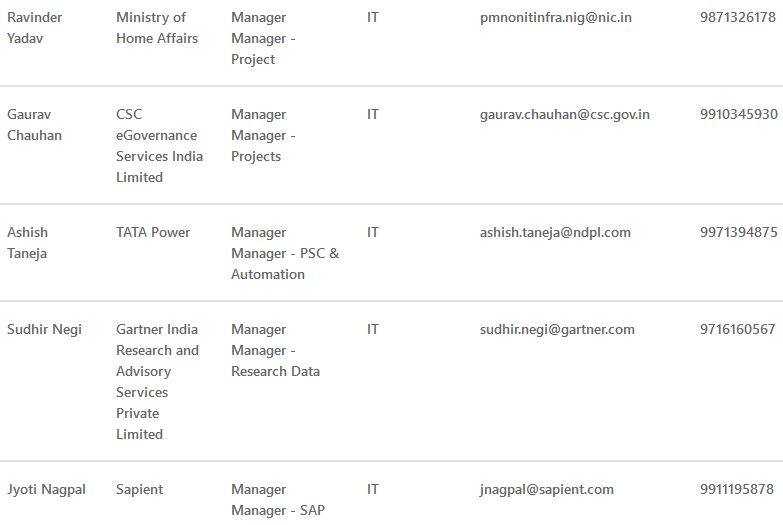 Ravinder Yadav Ministry of Home Affairs Manager Manager - Project IT pmnonitinfra.nig@nic.in 9871326178
Gaurav Chauhan CSC eGovernance Services India Limited Manager Manager - Projects IT gaurav.chauhan@csc.gov.in 9910345930
Ashish Taneja TATA Power Manager Manager - PSC & Automation IT ashish.taneja@ndpl.com 9971394875
Sudhir Negi Gartner India Research and Advisory Services Private Limited Manager Manager - Research Data IT sudhir.negi@gartner.com 9716160567
Jyoti Nagpal Sapient Manager Manager - SAP IT jnagpal@sapient.com 9911195878